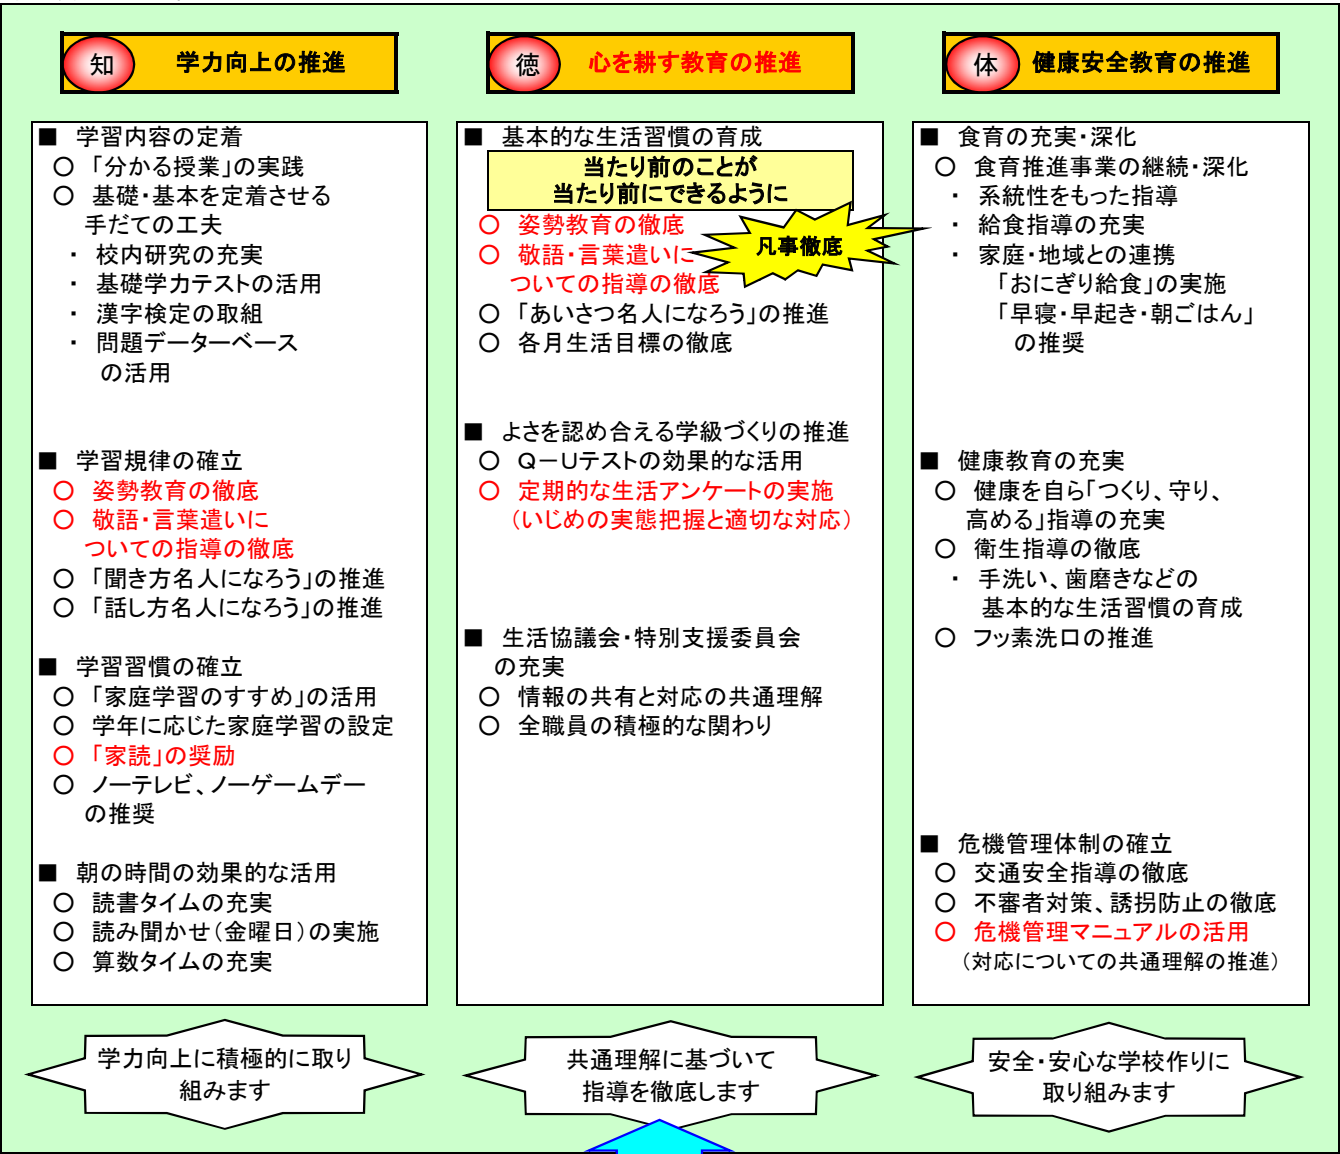 知 学力向上の推進
■ 学習内容の定着
○ 「分かる授業」の実践
○ 基礎・基本を定着させる
手だての工夫
・ 校内研究の充実
・ 基礎学力テストの活用
・ 漢字検定の取組
・ 問題データーベース
の活用
■ 学習規律の確立
○ 姿勢教育の徹底
○ 敬語・言葉遣いに
ついての指導の徹底
○ 「聞き方名人になろう」の推進
○ 「話し方名人になろう」の推進
■ 学習習慣の確立
○ 「家庭学習のすすめ」の活用
○ 学年に応じた家庭学習の設定
○ 「家読」の奨励
○ ノーテレビ、ノーゲームデー
の推奨
■ 朝の時間の効果的な活用
○ 読書タイムの充実
○ 読み聞かせ(金曜日)の実施
○ 算数タイムの充実
学力向上に積極的に取り
組みます
徳 心を耕す教育の推進
■ 基本的な生活習慣の育成
当たり前のことが
当たり前にできるように
○ 姿勢教育の徹底
○ 敬語・言葉遣いに
ついての指導の徹底
凡事徹底
○ 「あいさつ名人になろう」の推進
○ 各月生活目標の徹底
■ よさを認め合える学級づくりの推進
○ Q-Uテストの効果的な活用
○ 定期的な生活アンケートの実施
(いじめの実態把握と適切な対応)
■ 生活協議会・特別支援委員会
の充実
○ 情報の共有と対応の共通理解
○ 全職員の積極的な関わり
共通理解に基づいて
指導を徹底します
体 健康安全教育の推進
■ 食育の充実・深化
○ 食育推進事業の継続・深化
・ 系統性をもった指導
・ 給食指導の充実
・ 家庭・地域との連携
「おにぎり給食」の実施
「早寝・早起き・朝ごはん」
の推奨
■ 健康教育の充実
○ 健康を自ら「つくり、守り、
高める」指導の充実
○ 衛生指導の徹底
・ 手洗い、歯磨きなどの
基本的な生活習慣の育成
○ フッ素洗口の推進
■ 危機管理体制の確立
○ 交通安全指導の徹底
○ 不審者対策、誘拐防止の徹底
○ 危機管理マニュアルの活用
(対応についての共通理解の推進)
安全・安心な学校作りに
取り組みます